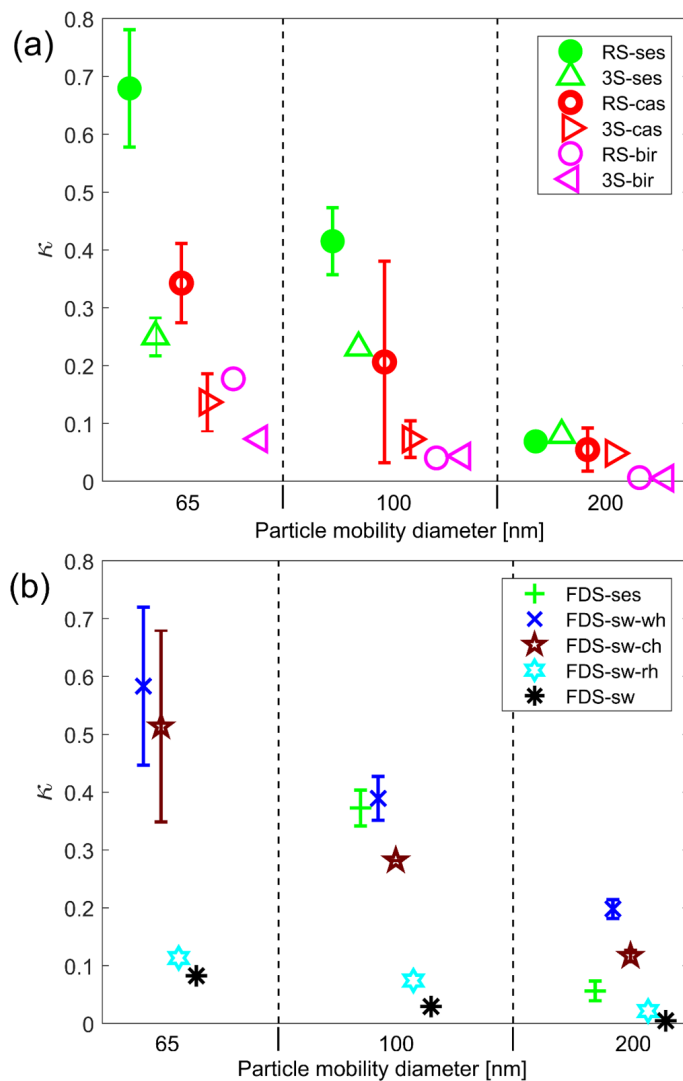 (a)
0.8
0.7
0.6
0.5
0.4
0.3
0.2
0.1
0
κ
RS-ses
3S-ses
RS-cas
3S-cas
RS-bir
3S-bir
65
100
200
Particle mobility diameter [nm]
(b)
0.8
0.7
0.6
0.5
0.4
0.3
0.2
0.1
0
κ
FDS-ses
FDS-sw-wh
FDS-sw-ch
FDS-sw-rh
FDS-sw
65
100
200
Particle mobility diameter [nm]